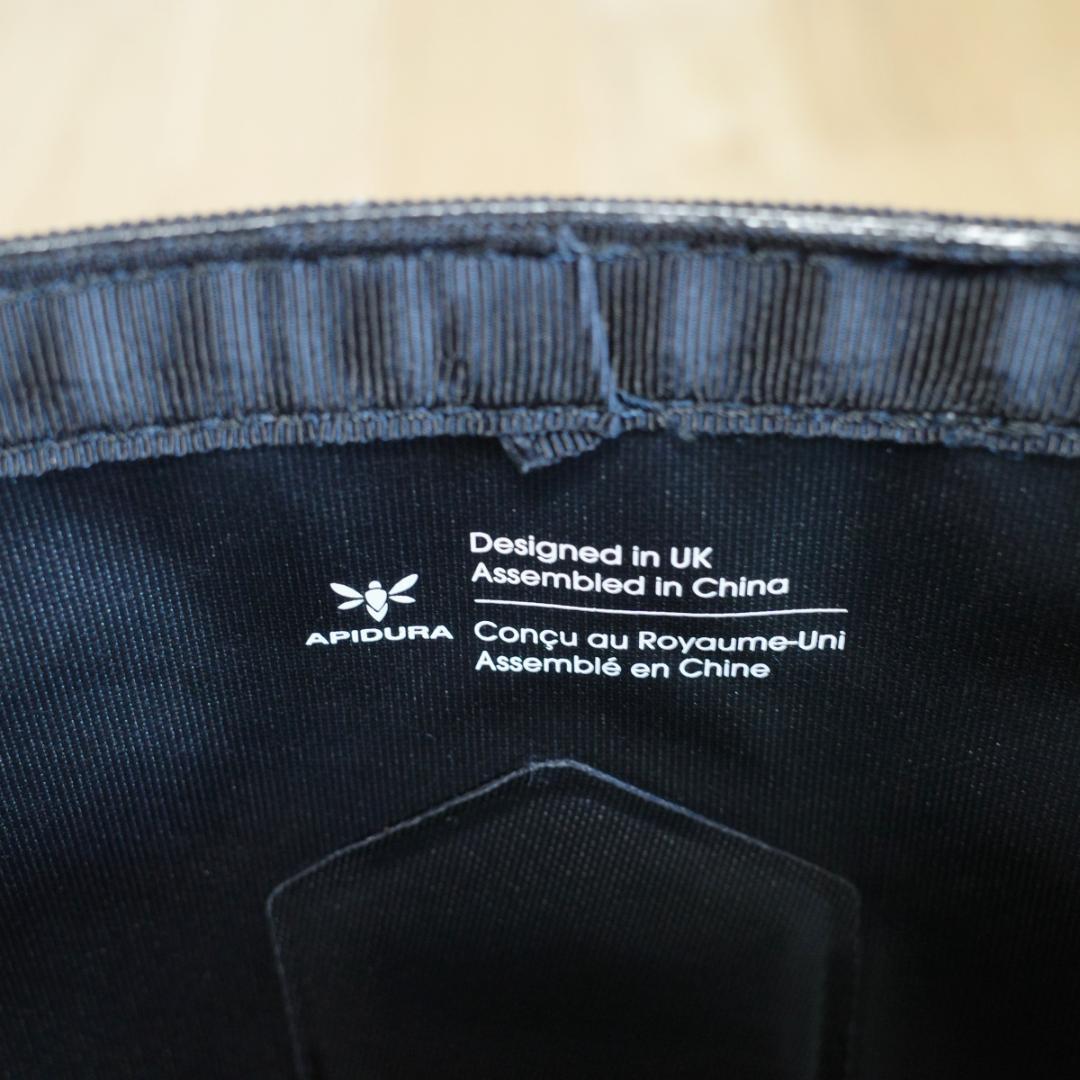 Designed in UK
Assembled in China
APIDURA
Conçu au Royaume-Uni
Assemblé en Chine